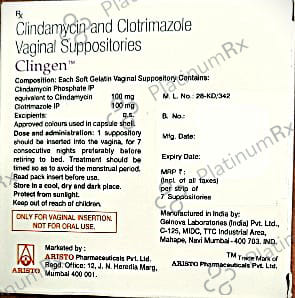 Rx
Clindamycin and Clotrimazole
Vaginal Suppositories
Clingen™
Composition: Each Soft Gelatin Vaginal Suppository Contains:
Clindamycin Phosphate IP
equivalent to Clindamycin 100 mg
Clotrimazole IP 100 mg
Excipients: q.s.
Approved colours used in capsule shell.
Dose and administration: 1 suppository
should be inserted into the vagina, for 7
consecutive nights preferably before
retiring to bed. Treatment should be
timed so as to avoid the menstrual period.
Read pack insert before use.
Store in a cool, dry and dark place.
Protect from sunlight.
Keep out of reach of children.
ONLY FOR VAGINAL INSERTION.
NOT FOR ORAL USE.
Marketed by :
ARISTO Pharmaceuticals Pvt. Ltd.
Regd. Office: 12, J. N. Heredia Marg,
Mumbai 400 001.
ARISTO
M. L. No.: 28-KD/342
B. No.:
Mfg. Date:
Expiry Date:
MRP ₹:
(Incl. of all taxes)
per strip of
7 Suppositories
Manufactured in India by:
Gelnova Laboratories (India) Pvt. Ltd.,
C-125, MIDC, TTC Industrial Area,
Mahape, Navi Mumbai - 400 703. IND.
™ Trade Mark of
ARISTO Pharmaceuticals Pvt. Ltd.
ARISTO
PlatinumRx
PlatinumRx
PlatinumRx